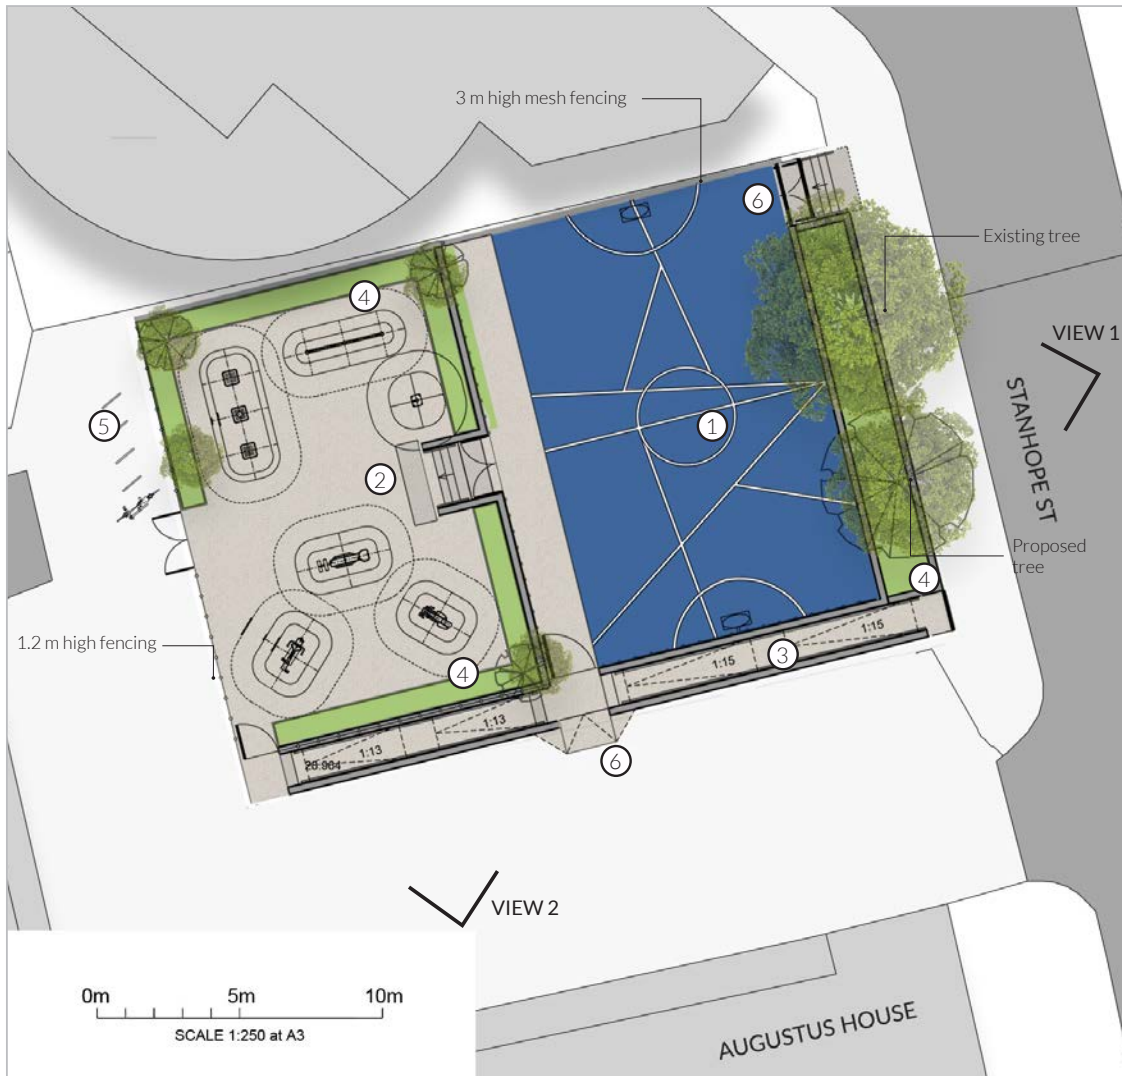 3 m high mesh fencing
6
Existing tree
4
VIEW 1
5
STANHOPE ST
1
2
Proposed
tree
4
1.2 m high fencing
1:15
3
1:15
4
1:13
1:13
6
VIEW 2
0m 5m 10m
SCALE 1:250 at A3
AUGUSTUS HOUSE